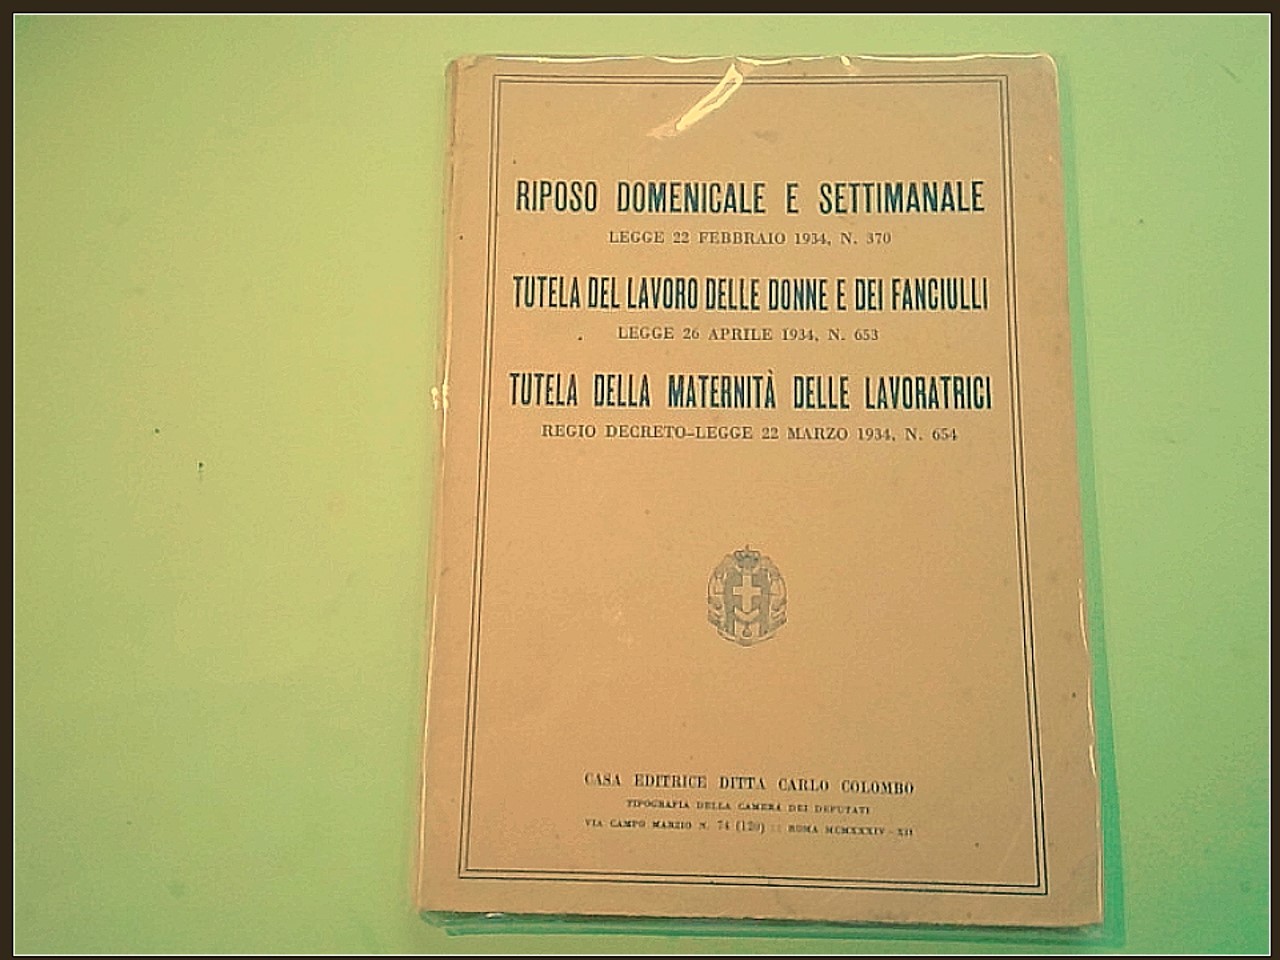 RIPOSO DOMENICALE E SETTIMANALE
LEGGE 22 FEBBRAIO 1934, N. 370
TUTELA DEL LAVORO DELLE DONNE E DEI FANCIULLI
LEGGE 26 APRILE 1934, N. 653
TUTELA DELLA MATERNITÀ DELLE LAVORATRICI
REGIO DECRETO-LEGGE 22 MARZO 1934, N. 654
CASA EDITRICE DITTA CARLO COLOMBO
TIPOGRAFIA DELLA CAMERA DEI DEPUTATI
VIA CAMPO MARZIO N. 74 (120) :: ROMA MCMXXXIV - XII